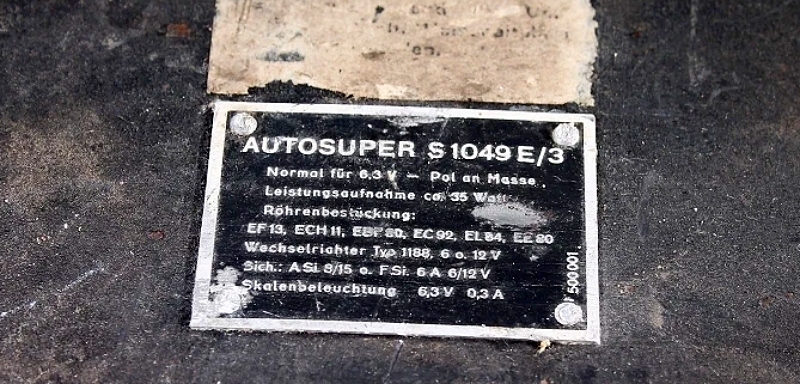 AUTOSUPER S 1049 E/3
Normal für 6,3 V — Pol an Masse.
Leistungsaufnahme ca. 35 Watt
Röhrenbestückung:
EF 13, ECH 11, EBF 80, EC 92, EL 84, EZ 80
Wechselrichter Typ 1188, 6 o. 12 V
Sich.: A Si. 8/15 o. F Si. 6 A 6/12 V
Skalenbeleuchtung 6,3 V 0,3 A
500001